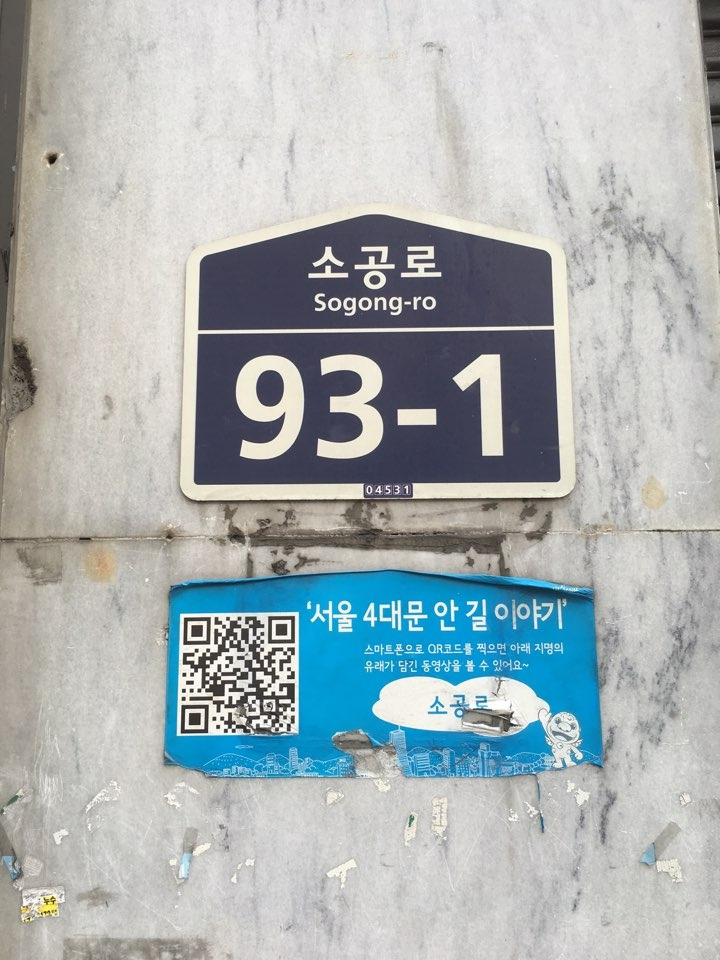 소공로
Sogong-ro
93-1
04531
'서울 4대문 안 길 이야기'
스마트폰으로 QR코드를 찍으면 아래 지명의
유래가 담긴 동영상을 볼 수 있어요~
소공로
누수